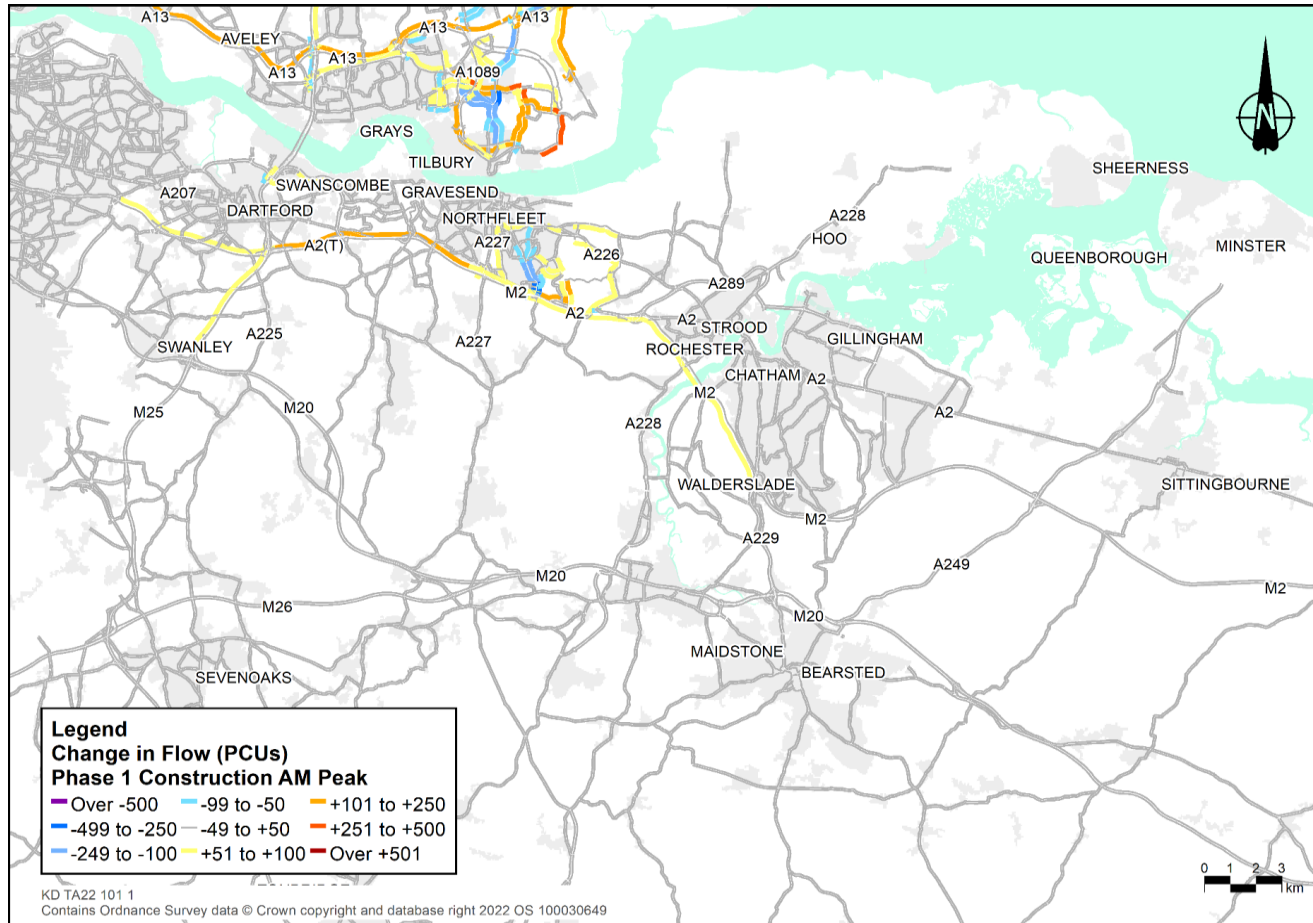 A13
A13
A13
AVELEY
A13
A13
A1089
GRAYS
TILBURY
SHEERNESS
A207
SWANSCOMBE
GRAVESEND
DARTFORD
NORTHFLEET
A228
HOO
A2(T)
A227
A226
MINSTER
QUEENBOROUGH
A289
M2
A2
A2
STROOD
A225
SWANLEY
A227
ROCHESTER
GILLINGHAM
CHATHAM
A2
M2
M25
M20
A228
A2
WALDERSLADE
SITTINGBOURNE
M2
A229
A249
M20
M2
M26
M20
MAIDSTONE
BEARSTED
SEVENOAKS
N
Legend
Change in Flow (PCUs)
Phase 1 Construction AM Peak
Over -500 -99 to -50 +101 to +250
-499 to -250 -49 to +50 +251 to +500
-249 to -100 +51 to +100 Over +501
0 1 2 3
km
KD TA22 101 1
Contains Ordnance Survey data © Crown copyright and database right 2022 OS 100030649